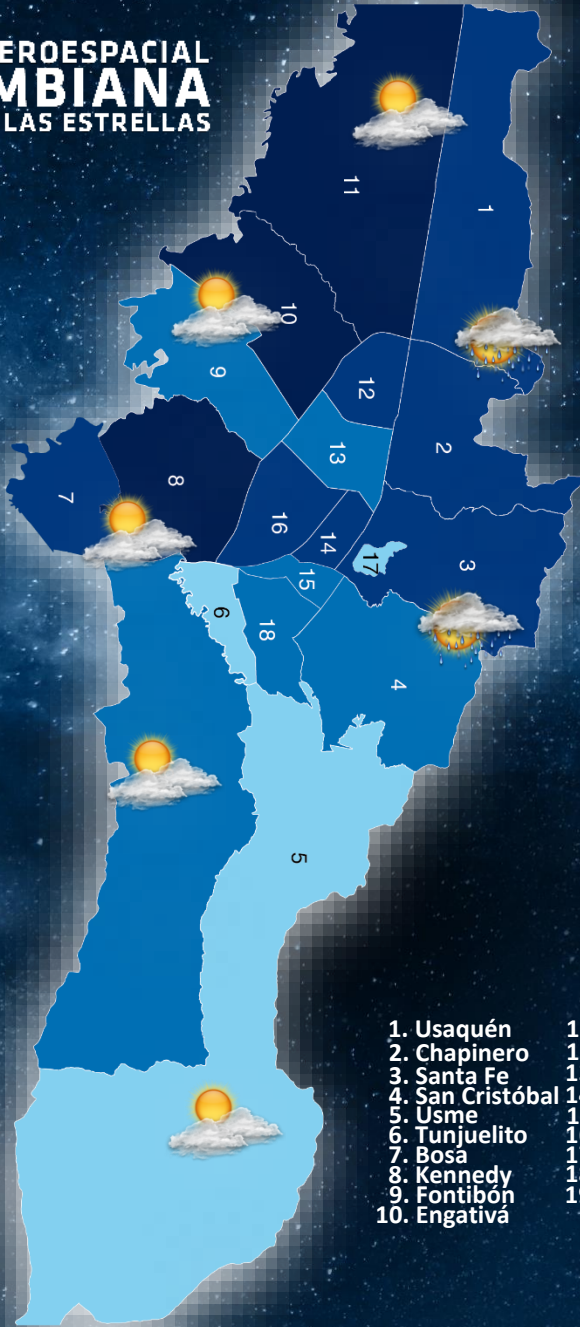 LAS ESTRELLAS
11
1
10
9
12
2
13
8
7
16
14
17
3
15
6
18
4
5
1. Usaquén
2. Chapinero
3. Santa Fe
4. San Cristóbal
5. Usme
6. Tunjuelito
7. Bosa
8. Kennedy
9. Fontibón
10. Engativá